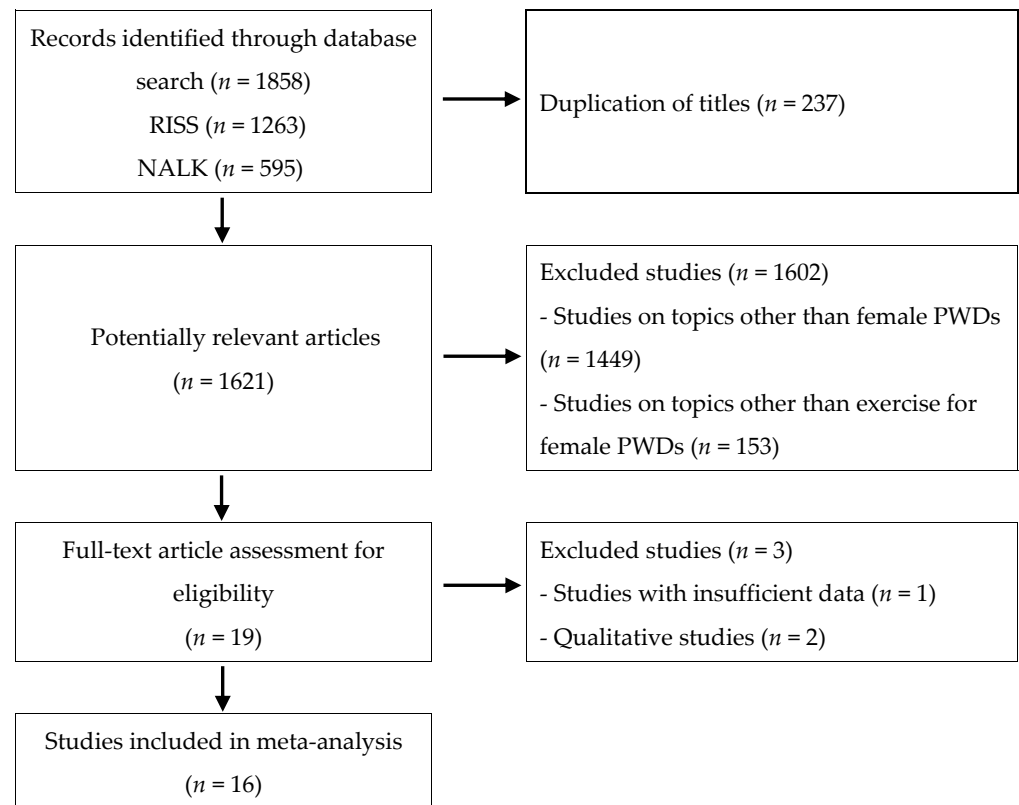 Records identified through database
search (n = 1858)
RISS (n = 1263)
NALK (n = 595)
Duplication of titles (n = 237)
Potentially relevant articles
(n = 1621)
Excluded studies (n = 1602)
- Studies on topics other than female PWDs
(n = 1449)
- Studies on topics other than exercise for
female PWDs (n = 153)
Full-text article assessment for
eligibility
(n = 19)
Excluded studies (n = 3)
- Studies with insufficient data (n = 1)
- Qualitative studies (n = 2)
Studies included in meta-analysis
(n = 16)